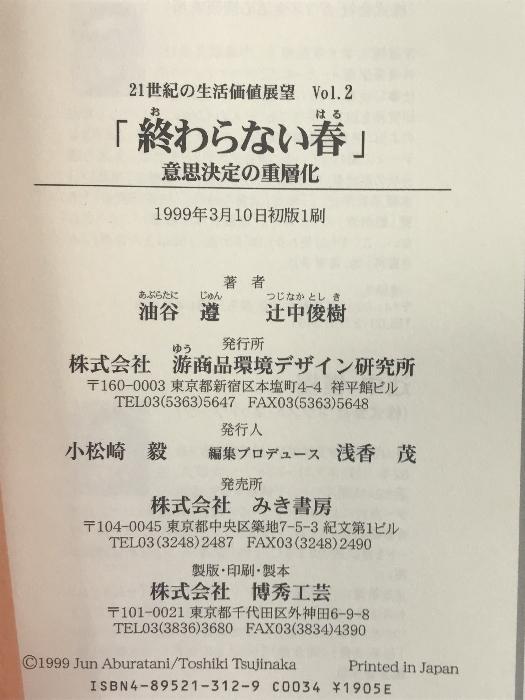 21世紀の生活価値展望 Vol.2
「終わらない春」
お はる
意思決定の重層化
1999年3月10日初版1刷
著 者
あぶらたに じゅん つじなか としき
油谷 遵 辻中俊樹
発行所
ゆう
株式会社 游商品環境デザイン研究所
〒160-0003 東京都新宿区本塩町4-4 祥平館ビル
TEL03(5363)5647 FAX03(5363)5648
発行人
小松崎 毅 編集プロデュース 浅香 茂
発売所
株式会社 みき書房
〒104-0045 東京都中央区築地7-5-3 紀文第1ビル
TEL03(3248)2487 FAX03(3248)2490
製版・印刷・製本
株式会社 博秀工芸
〒101-0021 東京都千代田区外神田6-9-8
TEL03(3836)3680 FAX03(3834)4390
©1999 Jun Aburatani/Toshiki Tsujinaka Printed in Japan
ISBN4-89521-312-9 C0034 ¥1905E